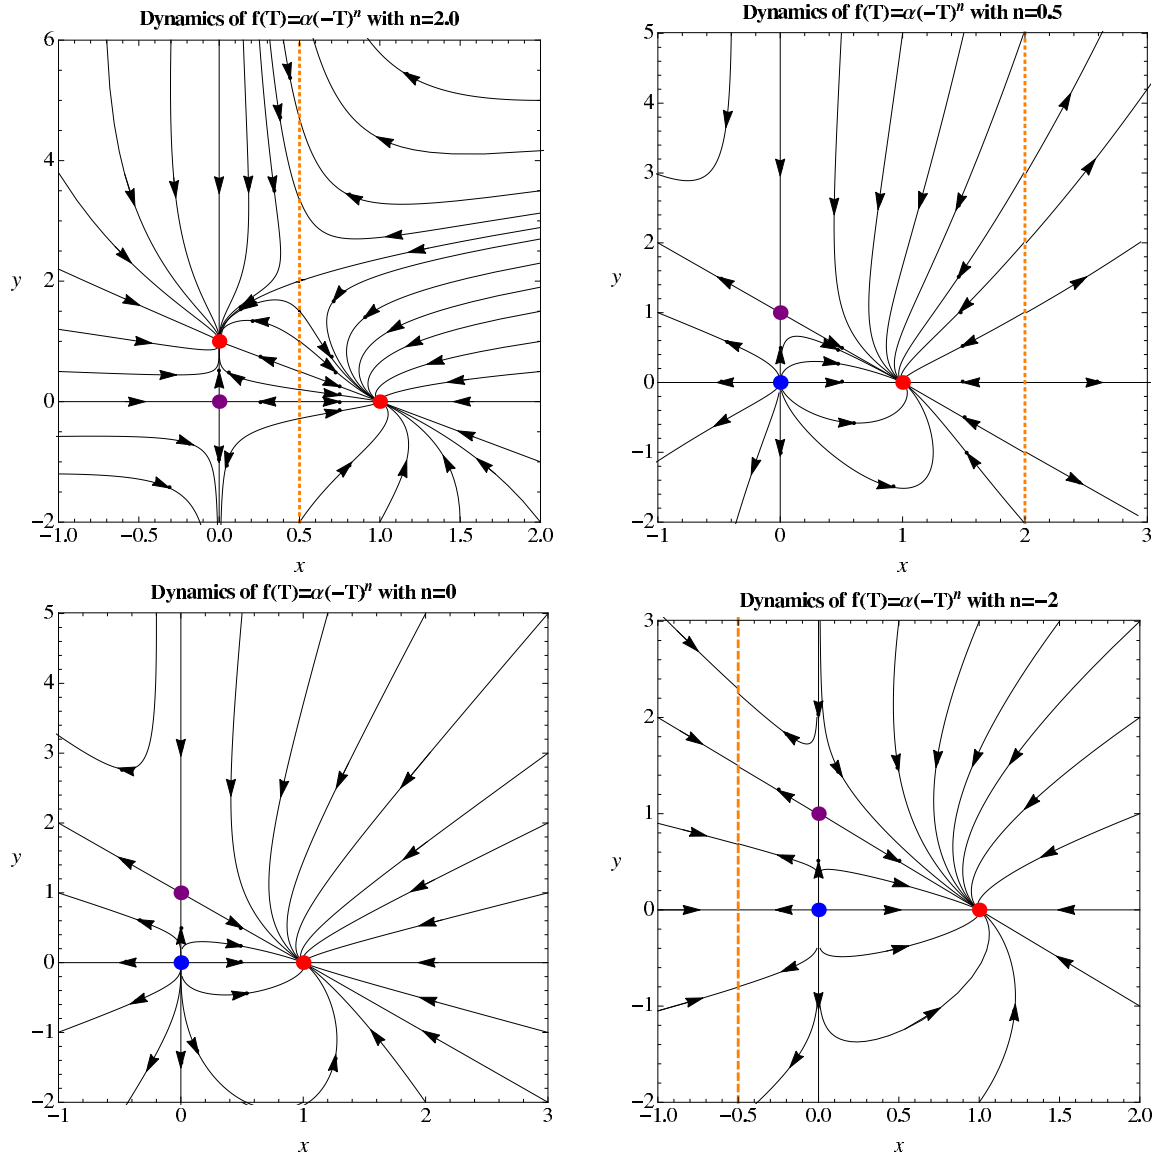 Dynamics of f(T)=α(−T)ⁿ with n=2.0
6
4
y
2
0
−2
−1.0 −0.5 0.0 0.5 1.0 1.5 2.0
x
Dynamics of f(T)=α(−T)ⁿ with n=0.5
5
4
3
2
y
1
0
−1
−2
−1 0 1 2 3
x
Dynamics of f(T)=α(−T)ⁿ with n=0
5
4
3
2
y
1
0
−1
−2
−1 0 1 2 3
x
Dynamics of f(T)=α(−T)ⁿ with n=−2
3
2
1
y
0
−1
−2
−1.0 −0.5 0.0 0.5 1.0 1.5 2.0
x